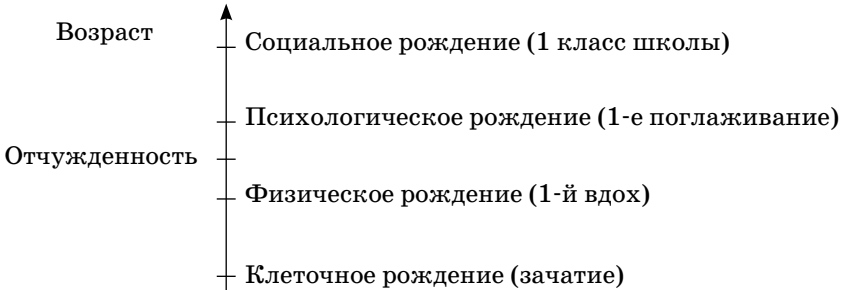 Возраст
Социальное рождение (1 класс школы)
Психологическое рождение (1-е поглаживание)
Отчужденность
Физическое рождение (1-й вдох)
Клеточное рождение (зачатие)